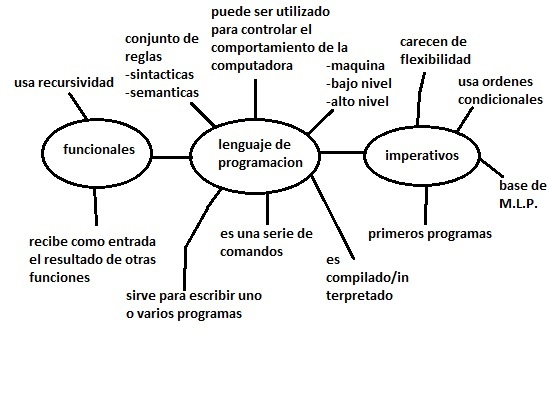 puede ser utilizado
para controlar el
comportamiento de la
computadora
conjunto de
reglas
-sintacticas
-semanticas
-maquina
-bajo nivel
-alto nivel
carecen de
flexibilidad
usa recursividad
usa ordenes
condicionales
funcionales
lenguaje de
programacion
imperativos
base de
M.L.P.
recibe como entrada
el resultado de otras
funciones
es una serie de
comandos
primeros programas
es
compilado/in
terpretado
sirve para escribir uno
o varios programas